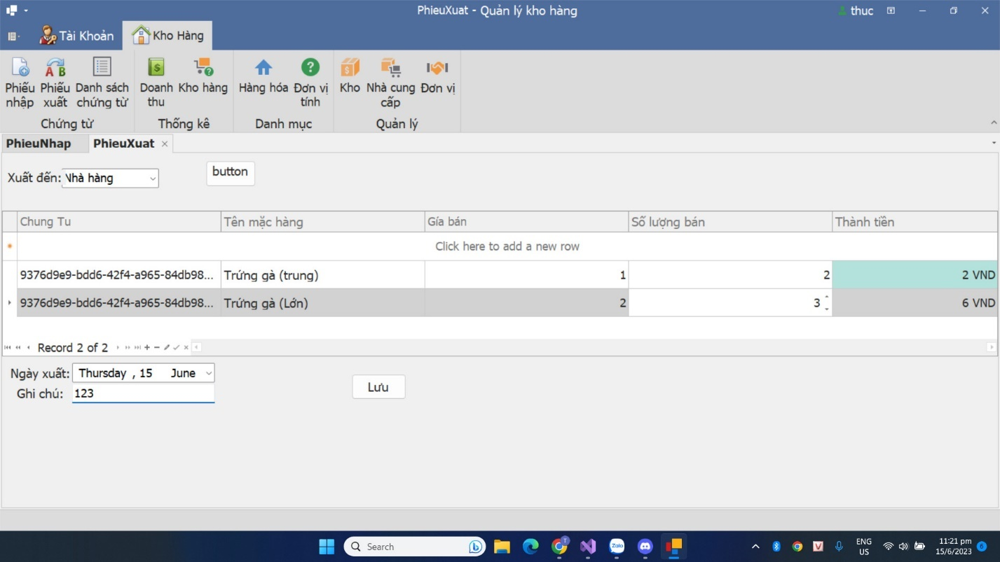 PhieuXuat - Quản lý kho hàng
thuc
Tài Khoản
Kho Hàng
Phiếu nhập
Phiếu xuất
Danh sách chứng từ
Doanh thu
Kho hàng
Hàng hóa
Đơn vị tính
Kho
Nhà cung cấp
Đơn vị
Chứng từ
Thống kê
Danh mục
Quản lý
PhieuNhap
PhieuXuat
Xuất đến: Nhà hàng
button
Chung Tu Tên mặc hàng Gía bán Số lượng bán Thành tiền
Click here to add a new row
9376d9e9-bdd6-42f4-a965-84db98... Trứng gà (trung) 1 2 2 VND
9376d9e9-bdd6-42f4-a965-84db98... Trứng gà (Lớn) 2 3 6 VND
Record 2 of 2
Ngày xuất: Thursday , 15 June
Ghi chú: 123
Lưu
Search
Zalo
ENG
US
11:21 pm
15/6/2023
6